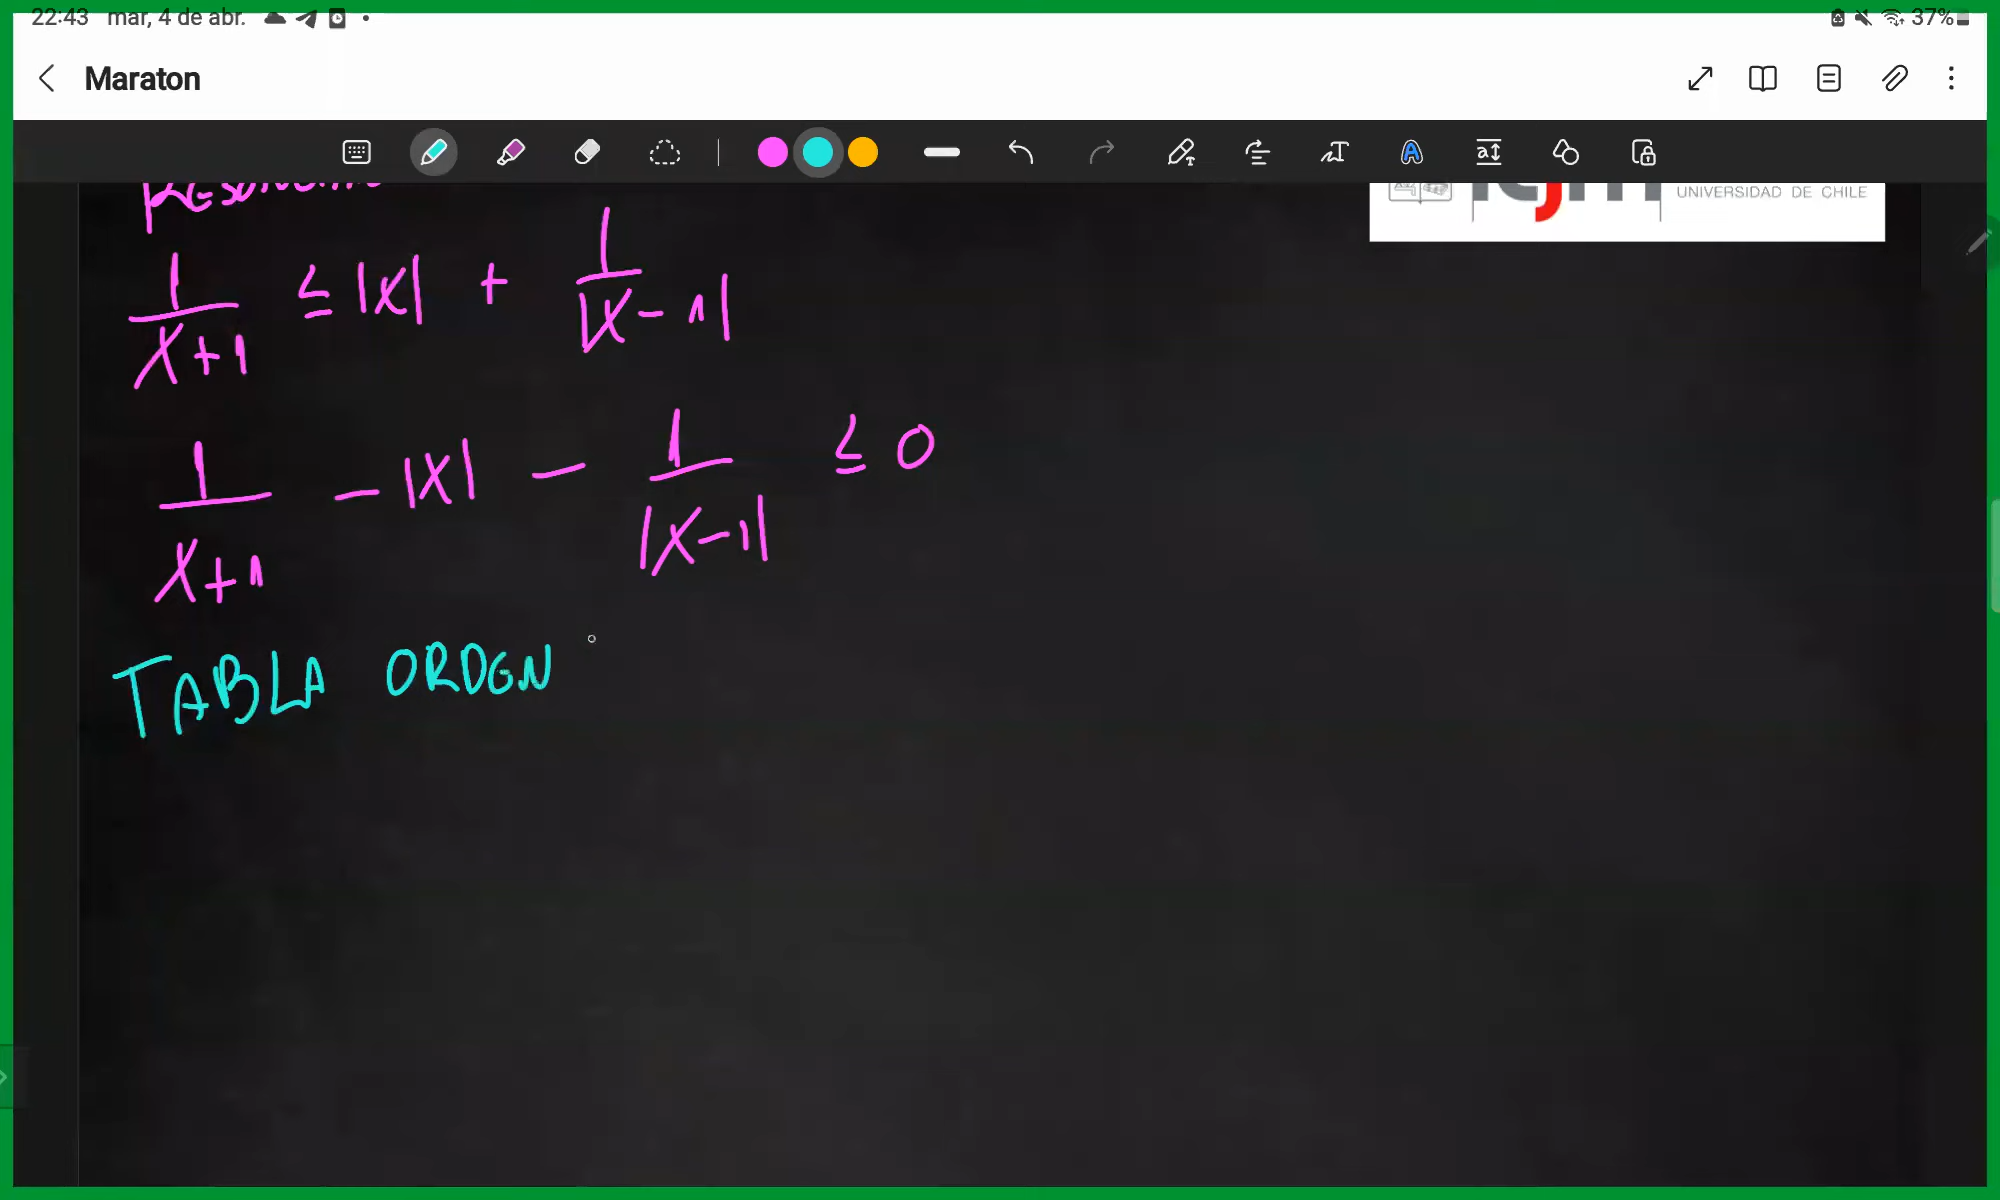 22:43 mar, 4 de abr. 37%
Maraton
UNIVERSIDAD DE CHILE
1/(x+1) ≤ |x| + 1/|x-1|
1/(x+1) - |x| - 1/|x-1| ≤ 0
TABLA ORDEN